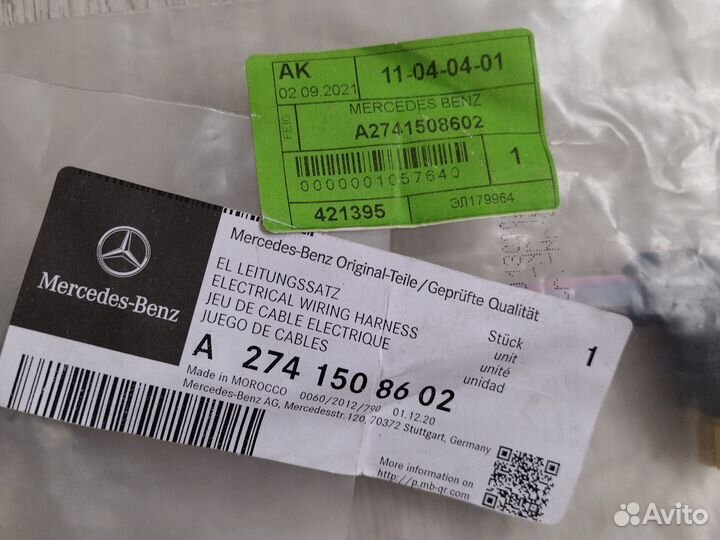 AK
11-04-04-01
02 09.2021
FEIG
MERCEDES BENZ
A2741508602
0000001057640
1
421395
ЭЛ179964
Mercedes-Benz
Mercedes-Benz Original-Teile/Geprüfte Qualität
EL LEITUNGSSATZ
ELECTRICAL WIRING HARNESS
JEU DE CABLE ELECTRIQUE
JUEGO DE CABLES
Stück
unit
unité
unidad
1
A 274 150 86 02
Made in MOROCCO 0060/2012/790 01.12.20
Mercedes-Benz AG, Mercedesstr.120, 70372 Stuttgart, Germany
More information on
http://p.mb-qr.com
Avito